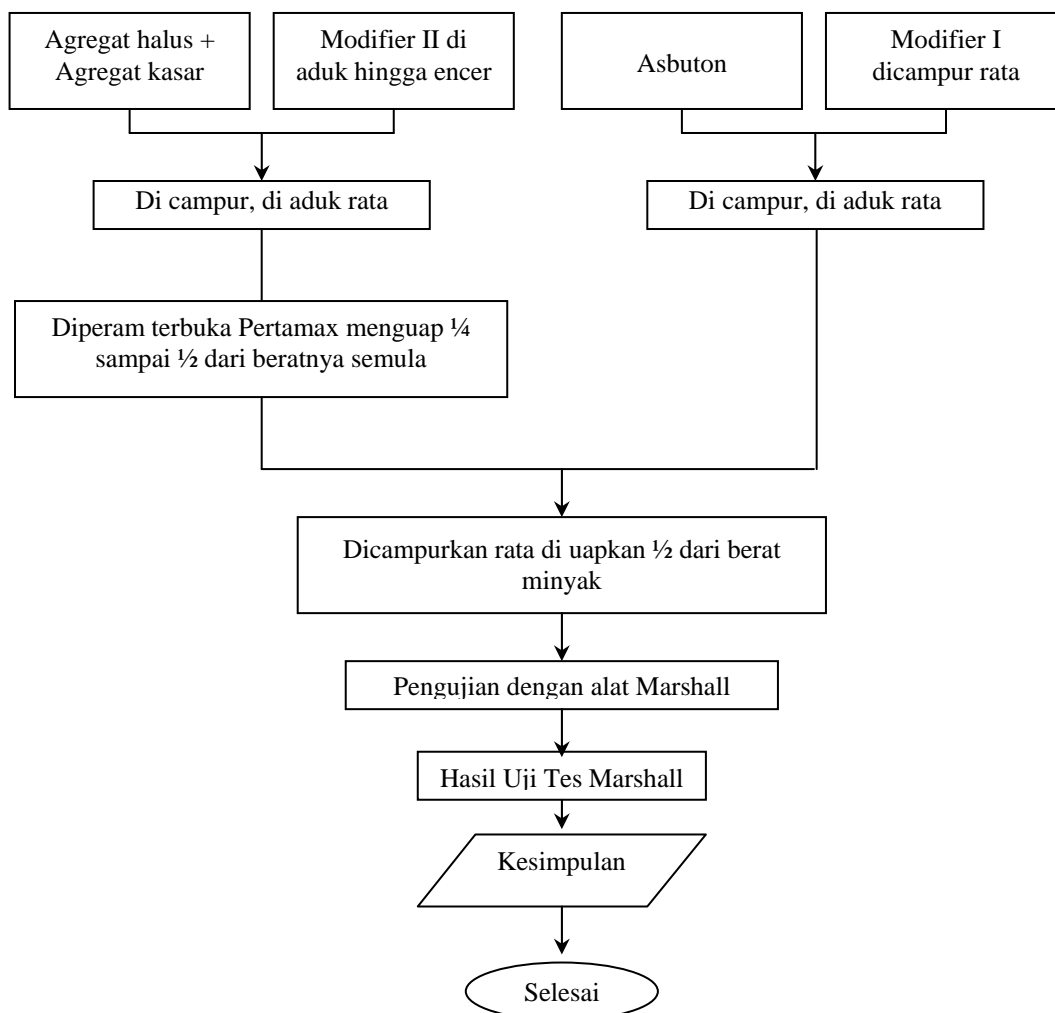 Agregat halus +
Agregat kasar
Modifier II di
aduk hingga encer
Asbuton
Modifier I
dicampur rata
Di campur, di aduk rata
Di campur, di aduk rata
Diperam terbuka Pertamax menguap ¼
sampai ½ dari beratnya semula
Dicampurkan rata di uapkan ½ dari berat
minyak
Pengujian dengan alat Marshall
Hasil Uji Tes Marshall
Kesimpulan
Selesai